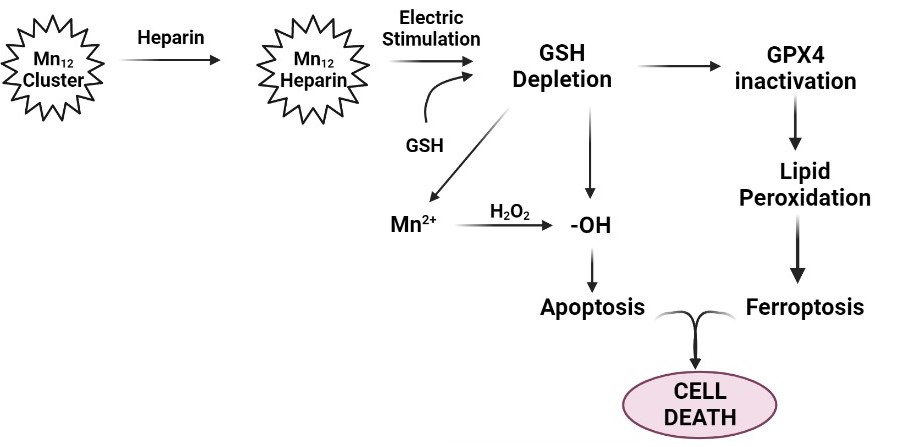 Mn₁₂
Cluster
Heparin
Mn₁₂
Heparin
Electric
Stimulation
GSH
GSH
Depletion
GPX4
inactivation
Lipid
Peroxidation
Mn²⁺
H₂O₂
-OH
Apoptosis
Ferroptosis
CELL
DEATH